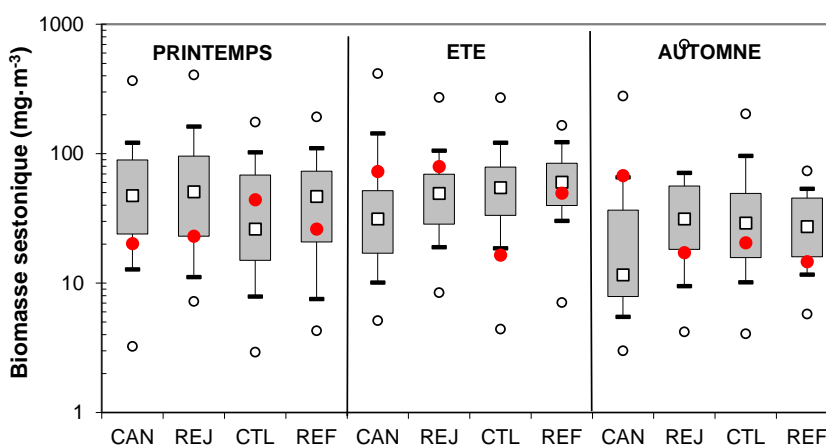 1000
PRINTEMPS ETE AUTOMNE
100
10
1
Biomasse sestonique (mg·m-³)
CAN REJ CTL REF CAN REJ CTL REF CAN REJ CTL REF